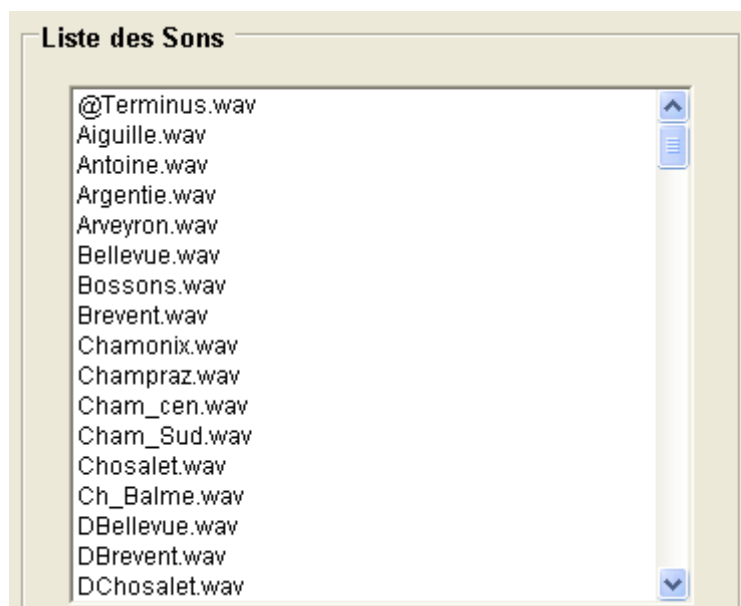 Liste des Sons
@Terminus.wav
Aiguille.wav
Antoine.wav
Argentie.wav
Arveyron.wav
Bellevue.wav
Bossons.wav
Brevent.wav
Chamonix.wav
Champraz.wav
Cham_cen.wav
Cham_Sud.wav
Chosalet.wav
Ch_Balme.wav
DBellevue.wav
DBrevent.wav
DChosalet.wav